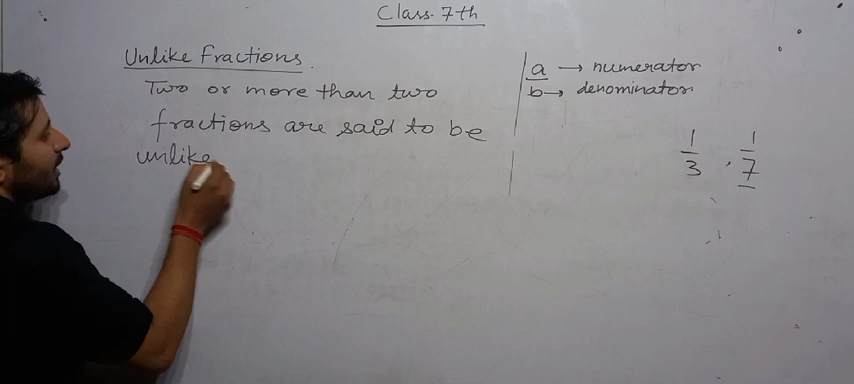 Class. 7th
Unlike fractions.
Two or more than two
fractions are said to be
unlike
a → numerator
b → denominator.
1/3 , 1/7